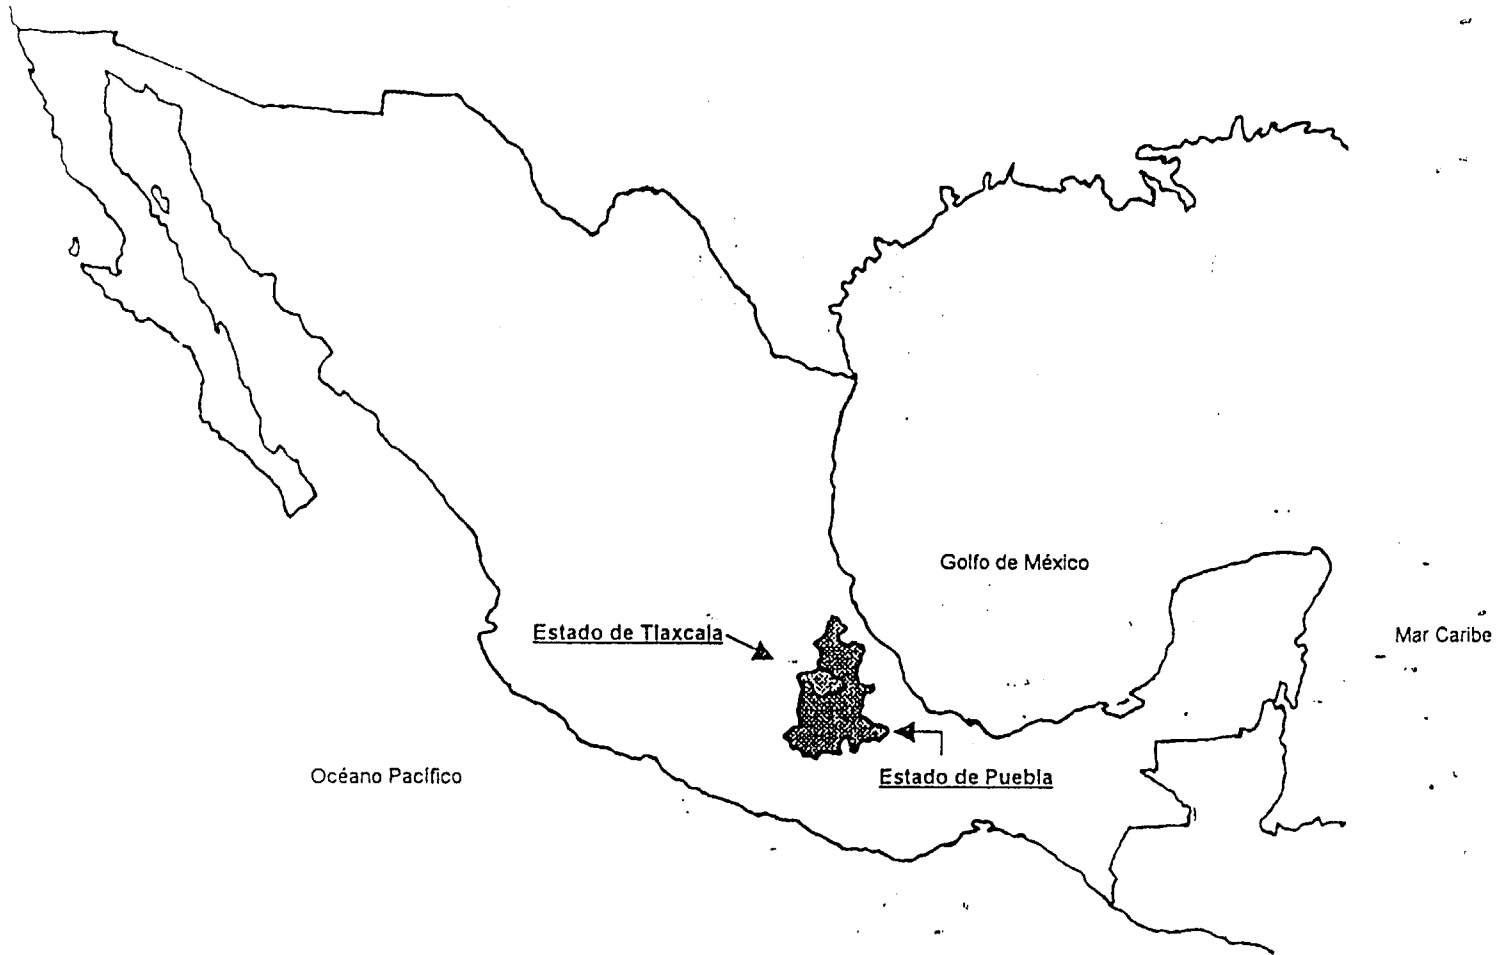 Golfo de México
Estado de Tlaxcala
Mar Caribe
Océano Pacífico
Estado de Puebla